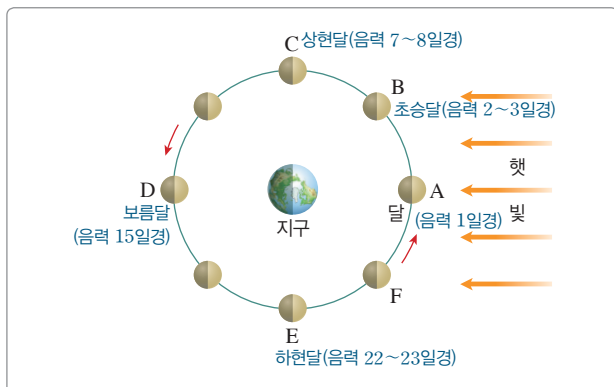 C 상현달(음력 7~8일경)
B
초승달(음력 2~3일경)
햇
D
A
보름달
(음력 15일경)
지구
달
(음력 1일경)
빛
F
E
하현달(음력 22~23일경)